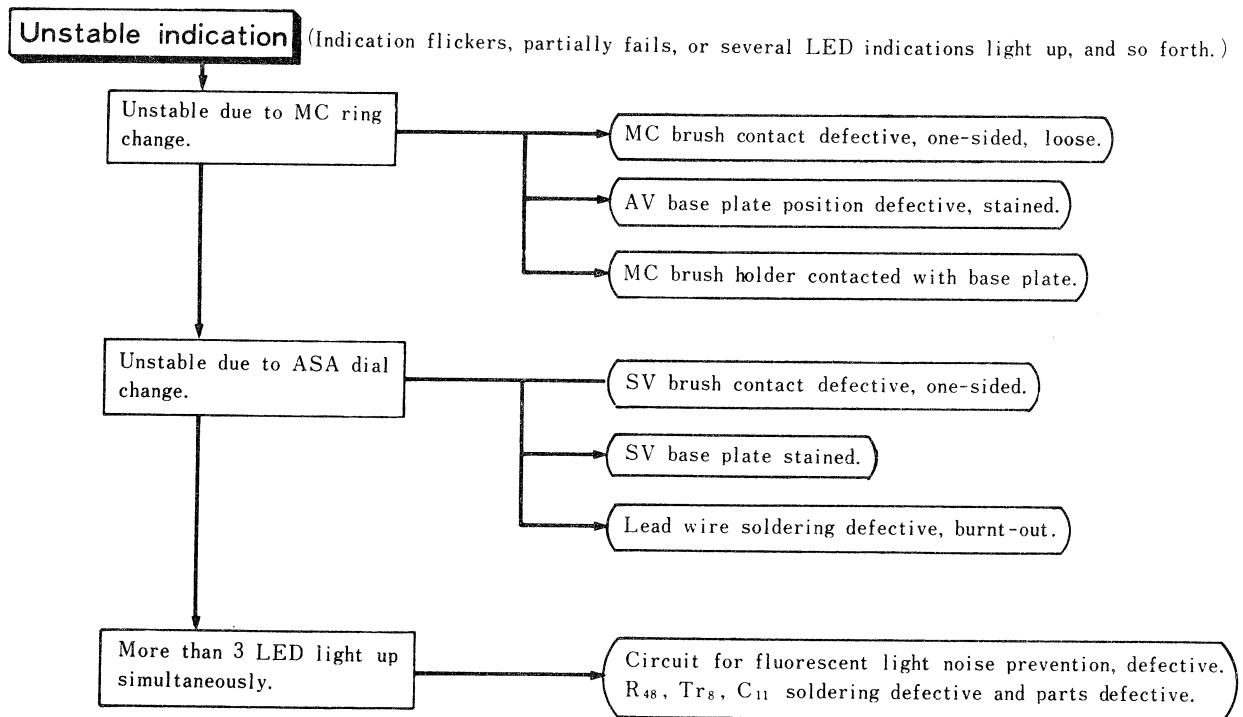 Unstable indication (Indication flickers, partially fails, or several LED indications light up, and so forth.)
Unstable due to MC ring
change.
MC brush contact defective, one-sided, loose.
AV base plate position defective, stained.
MC brush holder contacted with base plate.
Unstable due to ASA dial
change.
SV brush contact defective, one-sided.
SV base plate stained.
Lead wire soldering defective, burnt-out.
More than 3 LED light up
simultaneously.
Circuit for fluorescent light noise prevention, defective.
R₄₈, Tr₈, C₁₁ soldering defective and parts defective.